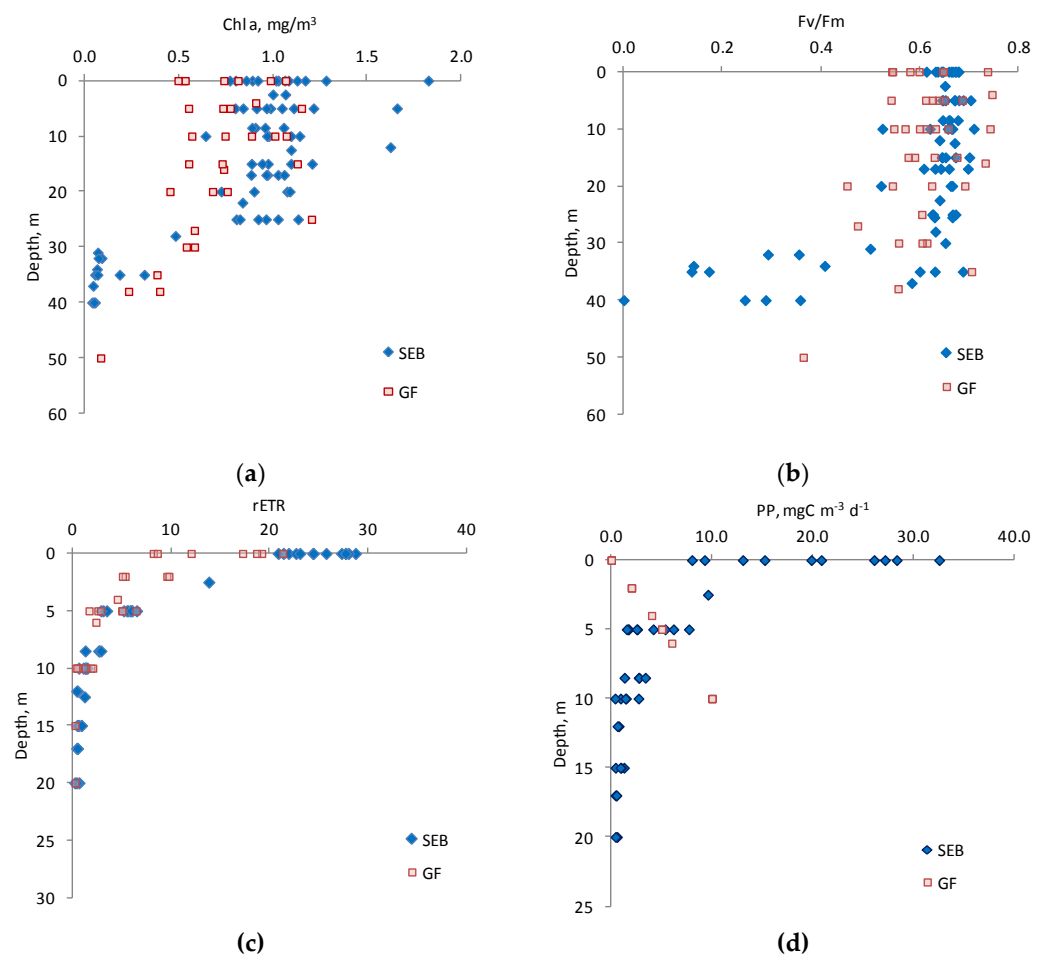 Chl a, mg/m³
0.0 0.5 1.0 1.5 2.0
0
10
20
30
40
50
60
Depth, m
SEB
GF
(a)
Fv/Fm
0.0 0.2 0.4 0.6 0.8
0
10
20
30
40
50
60
Depth, m
SEB
GF
(b)
rETR
0 10 20 30 40
0
5
10
15
20
25
30
Depth, m
SEB
GF
(c)
PP, mgC m⁻³ d⁻¹
0.0 10.0 20.0 30.0 40.0
0
5
10
15
20
25
Depth, m
SEB
GF
(d)